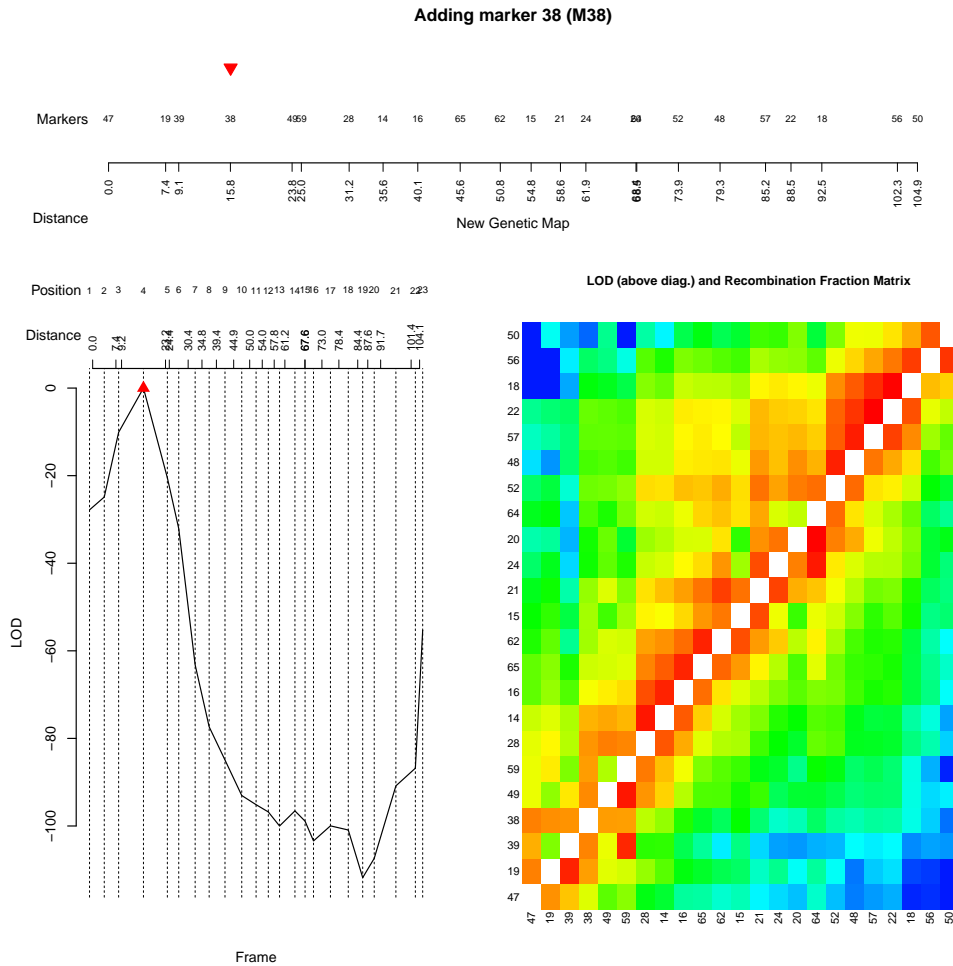 Adding marker 38 (M38)
Markers 47 19 39 38 49 59 28 14 16 65 62 15 21 24 52 48 57 22 18 56 50
0.0 7.4 9.1 15.8 23.8 25.0 31.2 35.6 40.1 45.6 50.8 54.8 58.6 61.9 73.9 79.3 85.2 88.5 92.5 102.3 104.9
Distance
New Genetic Map
Position 1 2 3 4 5 6 7 8 9 10 11 12 13 14 15 16 17 18 19 20 21 22 23
Distance 0.0 7.4 9.2 24.4 30.4 34.8 39.4 44.9 50.0 54.0 57.8 61.2 67.6 73.0 78.4 84.4 87.6 91.7 101.4 104.1
LOD
0
−20
−40
−60
−80
−100
Frame
LOD (above diag.) and Recombination Fraction Matrix
50
56
18
22
57
48
52
64
20
24
21
15
62
65
16
14
28
59
49
38
39
19
47
47 19 39 38 49 59 28 14 16 65 62 15 21 24 20 64 52 48 57 22 18 56 50